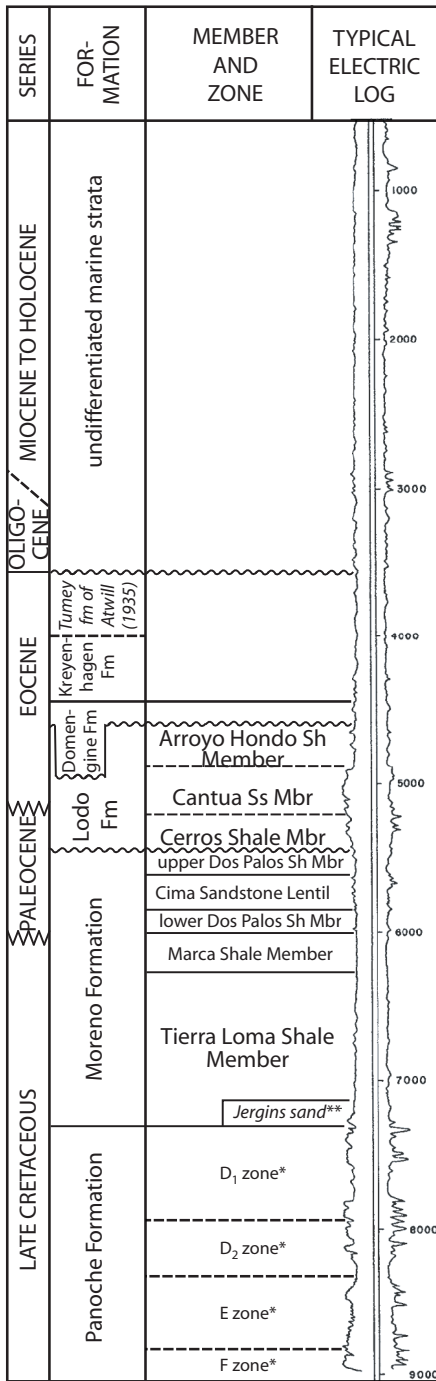 SERIES
FOR-
MATION
MEMBER
AND
ZONE
TYPICAL
ELECTRIC
LOG
MIOCENE TO HOLOCENE
OLIGO-
CENE
EOCENE
PALEOCENE
LATE CRETACEOUS
undifferentiated marine strata
Tumey
fm of
Atwill
(1935)
Kreyen-
hagen
Fm
Domen-
gine Fm
Lodo
Fm
Moreno Formation
Panoche Formation
Arroyo Hondo Sh
Member
Cantua Ss Mbr
Cerros Shale Mbr
upper Dos Palos Sh Mbr
Cima Sandstone Lentil
lower Dos Palos Sh Mbr
Marca Shale Member
Tierra Loma Shale
Member
Jergins sand**
D₁ zone*
D₂ zone*
E zone*
F zone*
1000
2000
3000
4000
5000
6000
7000
8000
9000